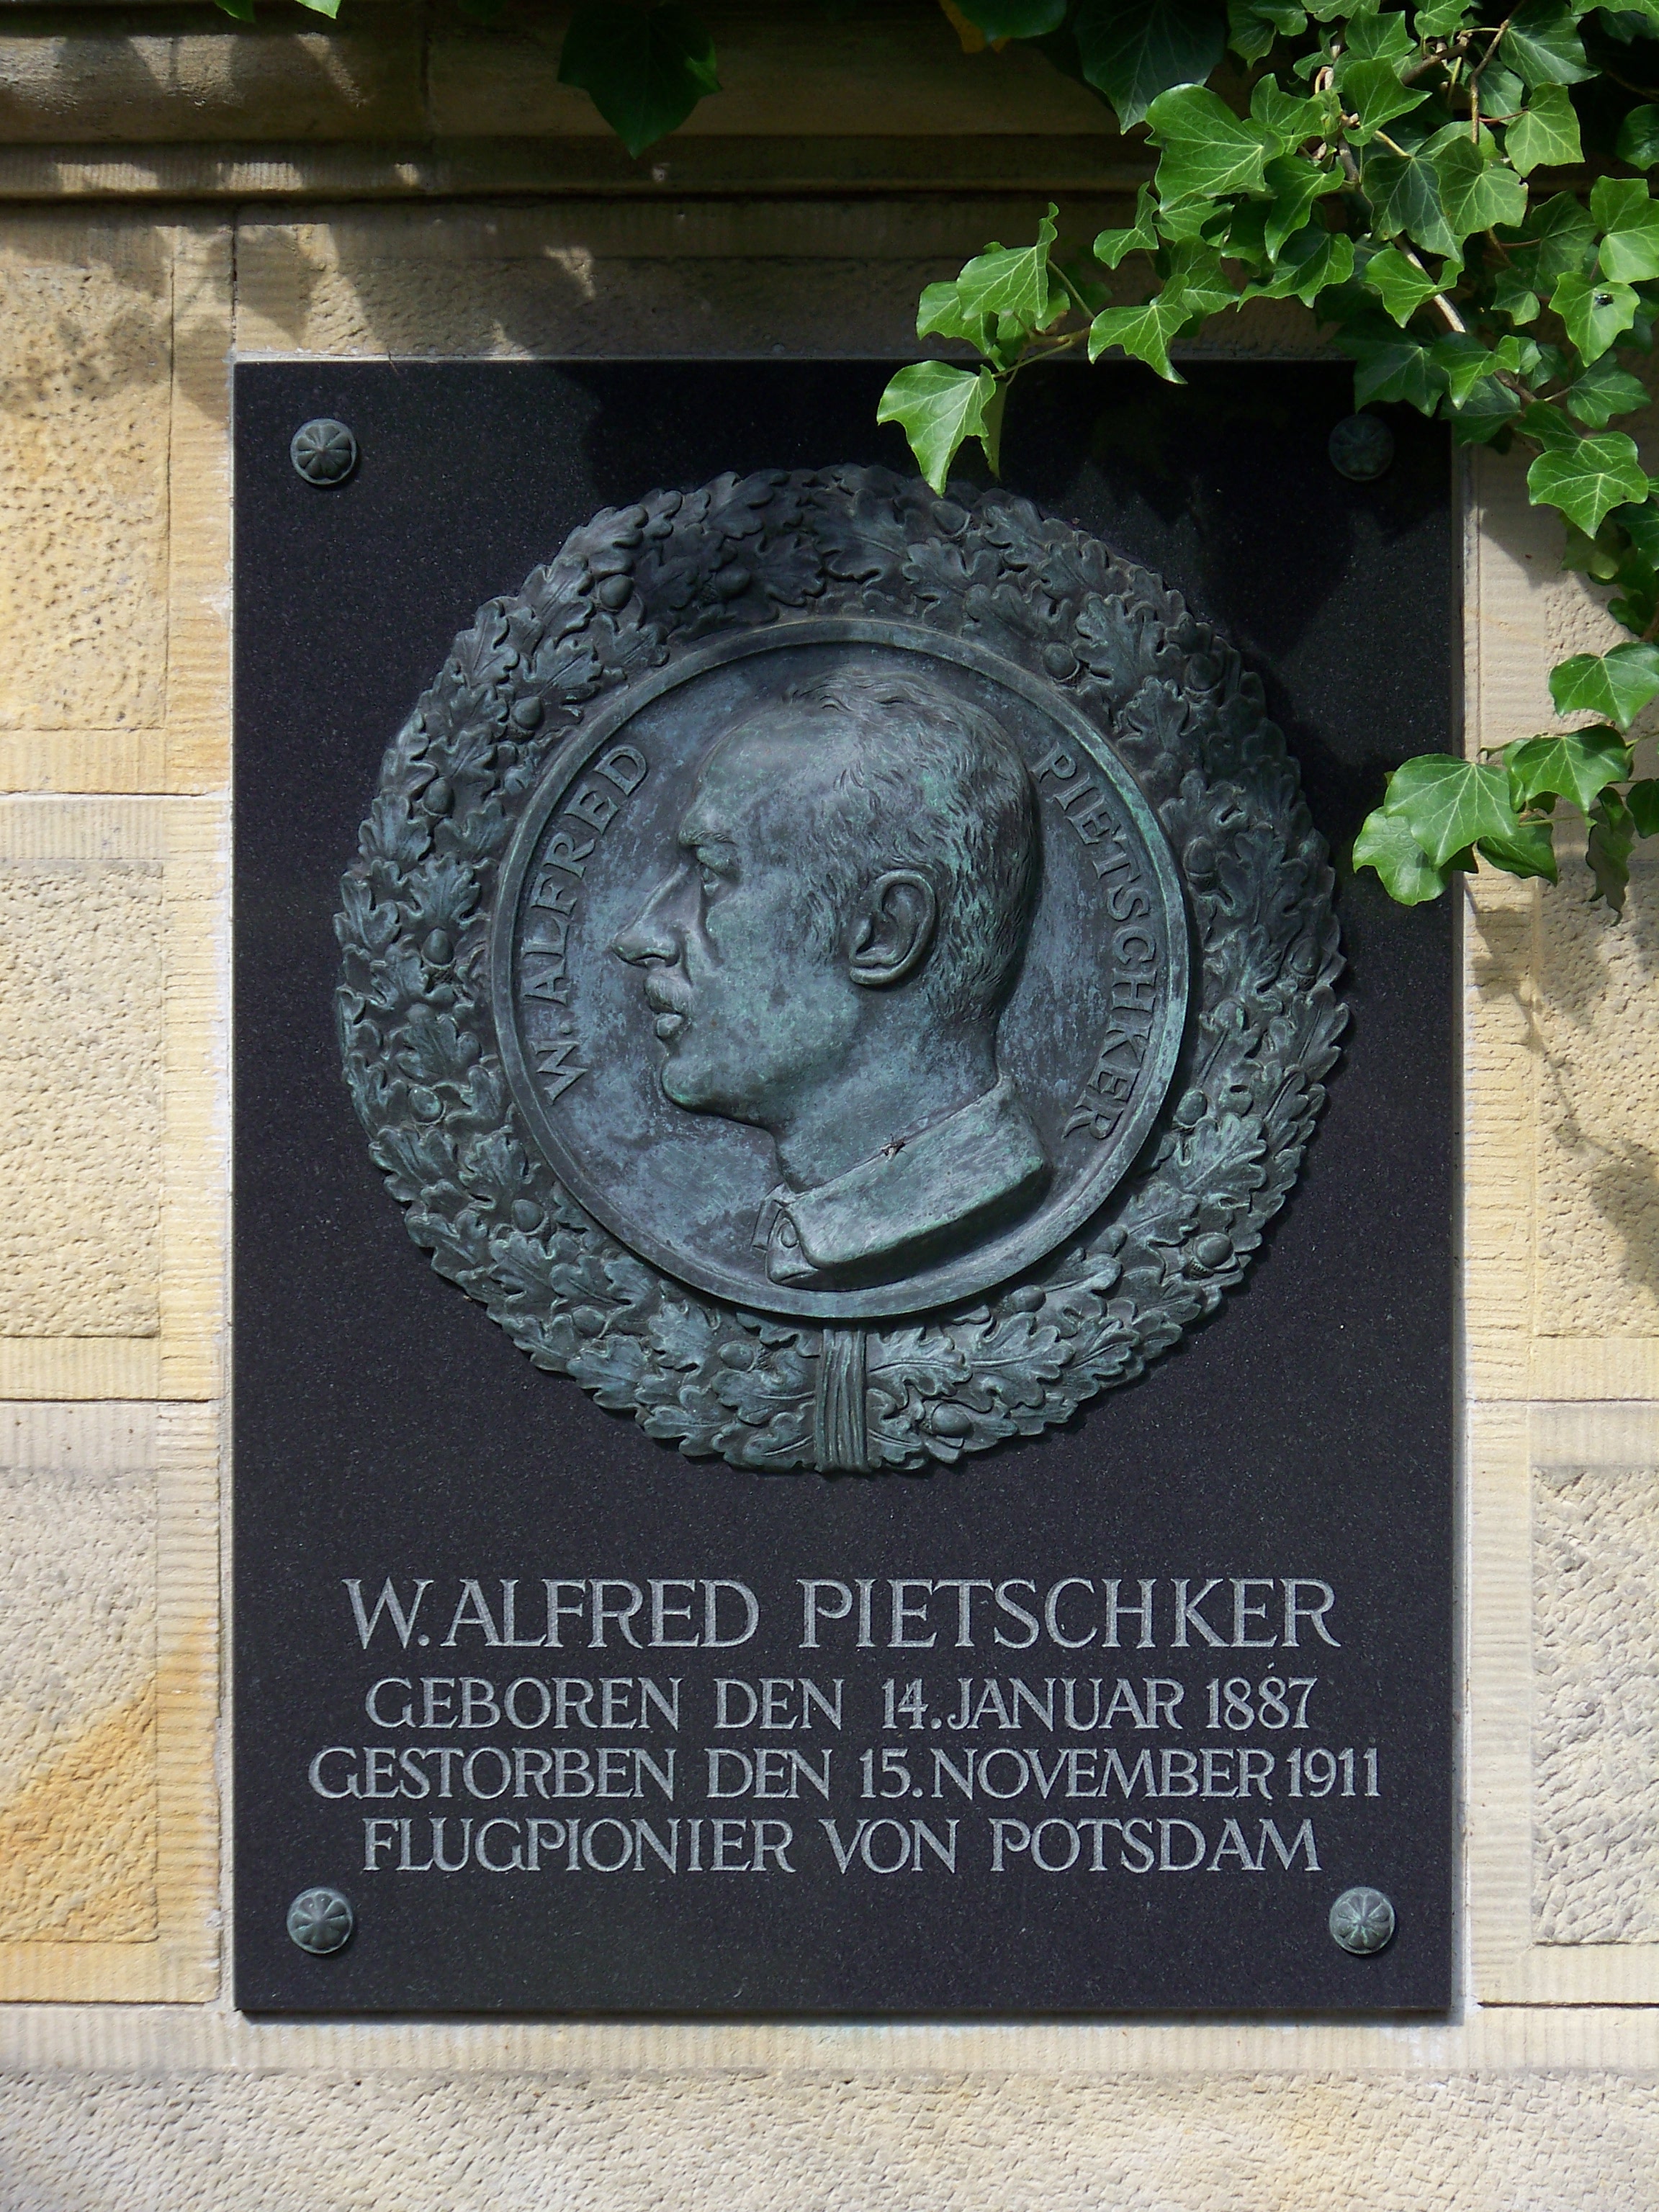 W. ALFRED PIETSCHKER
W. ALFRED PIETSCHKER
GEBOREN DEN 14. JANUAR 1887
GESTORBEN DEN 15. NOVEMBER 1911
FLUGPIONIER VON POTSDAM